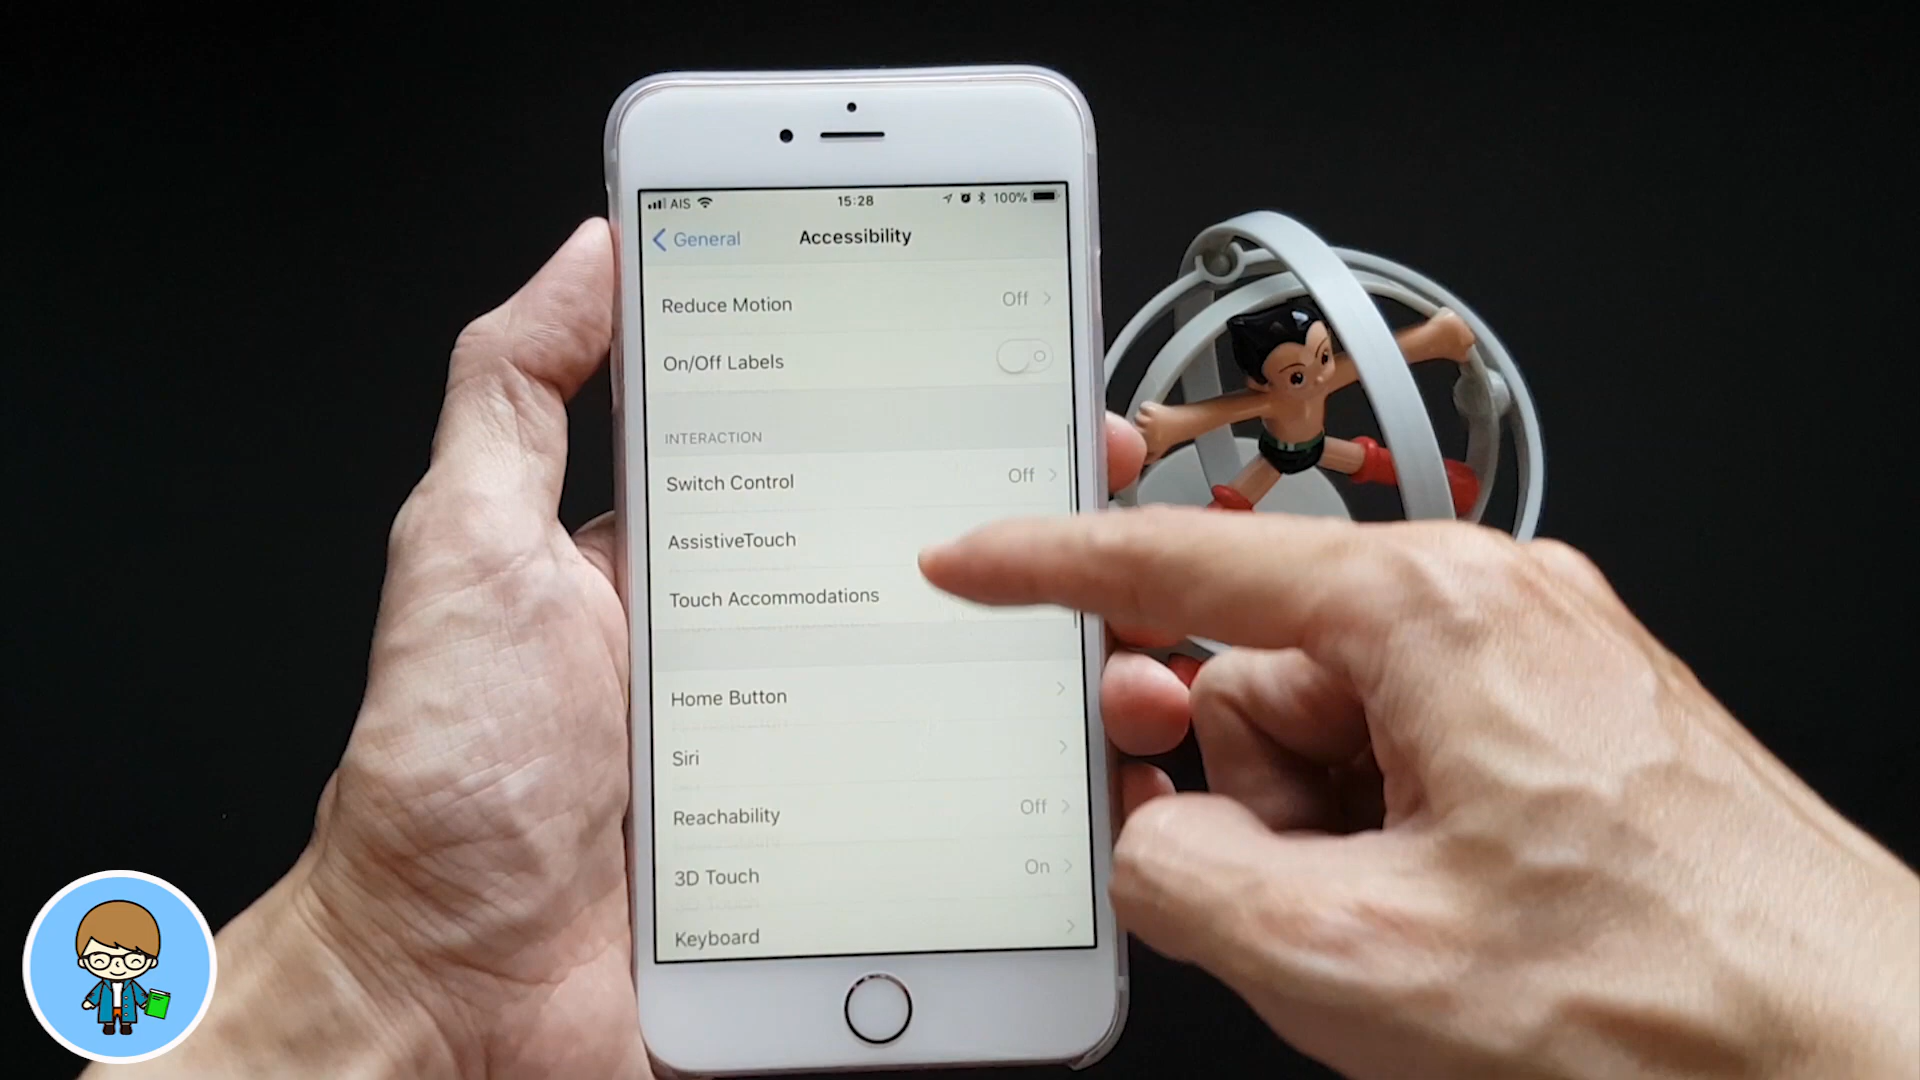 AIS 15:28 100%
General Accessibility
Reduce Motion Off
On/Off Labels
INTERACTION
Switch Control Off
AssistiveTouch
Touch Accommodations
Home Button
Siri
Reachability Off
3D Touch On
Keyboard